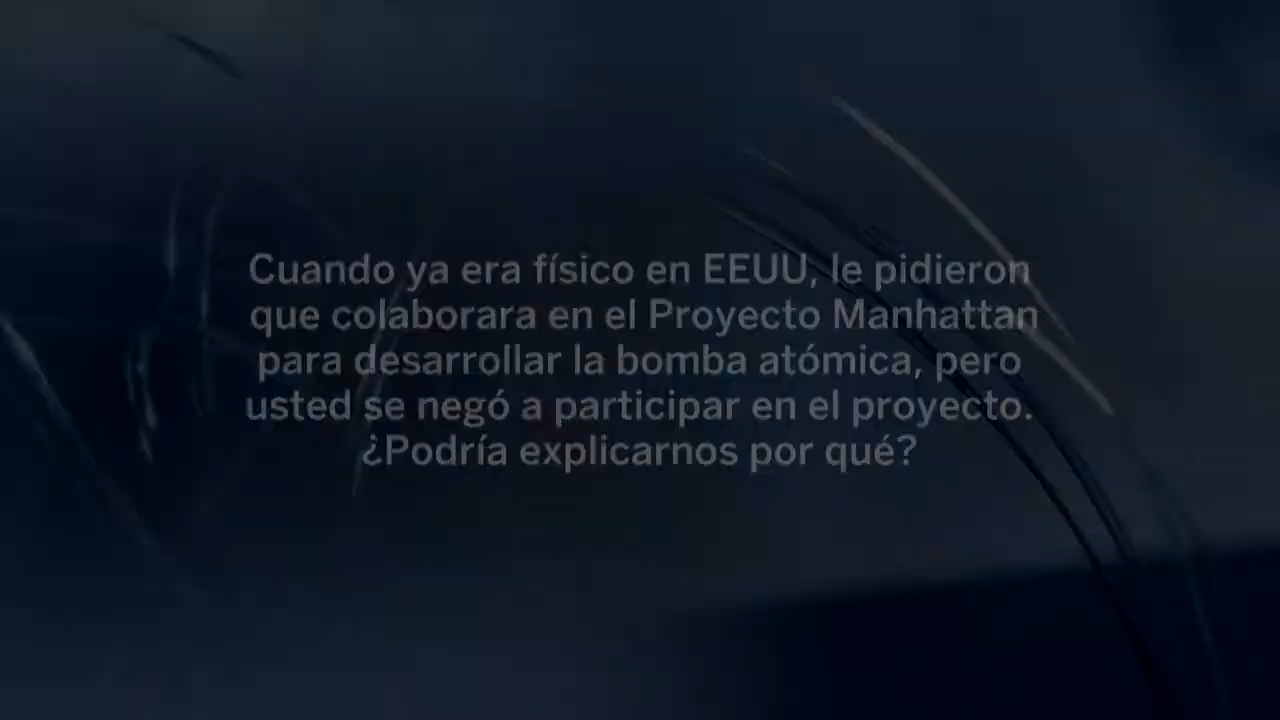 Cuando ya era físico en EEUU, le pidieron
que colaborara en el Proyecto Manhattan
para desarrollar la bomba atómica, pero
usted se negó a participar en el proyecto.
¿Podría explicarnos por qué?